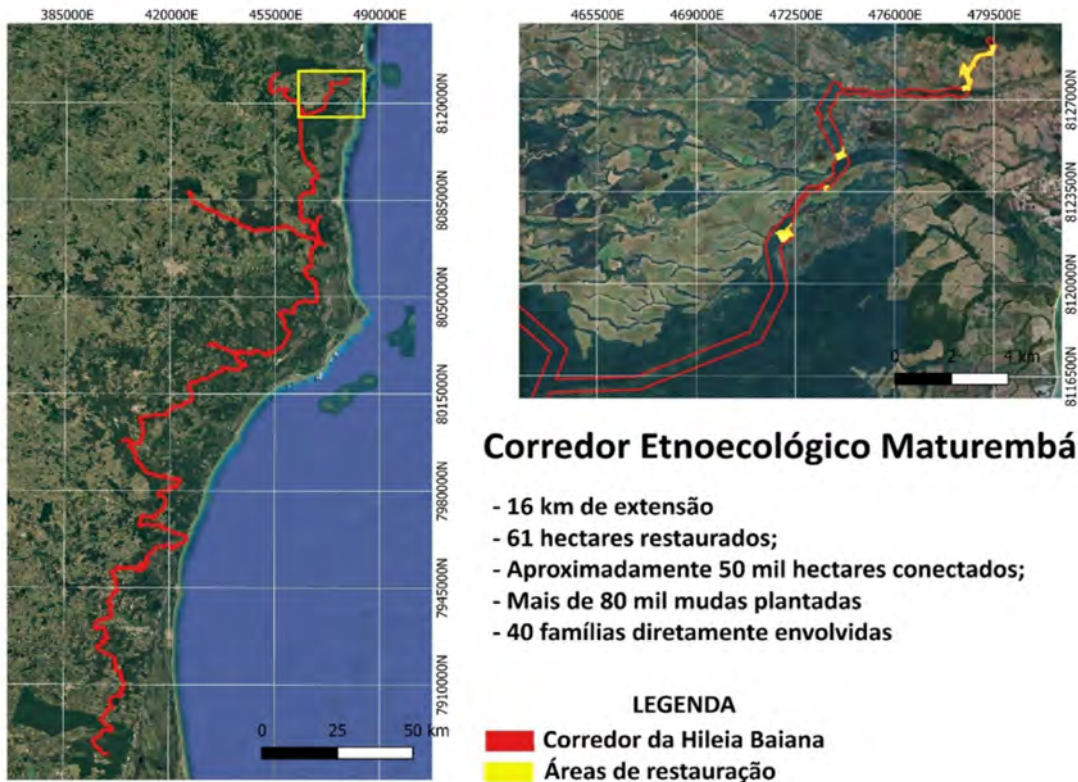 385000E 420000E 455000E 490000E
8120000N
8085000N
8050000N
8015000N
7980000N
7945000N
7910000N
0 25 50 km
465500E 469000E 472500E 476000E 479500E
8127000N
8123500N
8120000N
8116500N
0 2 4 km
Corredor Etnoecológico Maturembá
- 16 km de extensão
- 61 hectares restaurados;
- Aproximadamente 50 mil hectares conectados;
- Mais de 80 mil mudas plantadas
- 40 famílias diretamente envolvidas
LEGENDA
Corredor da Hileia Baiana
Áreas de restauração